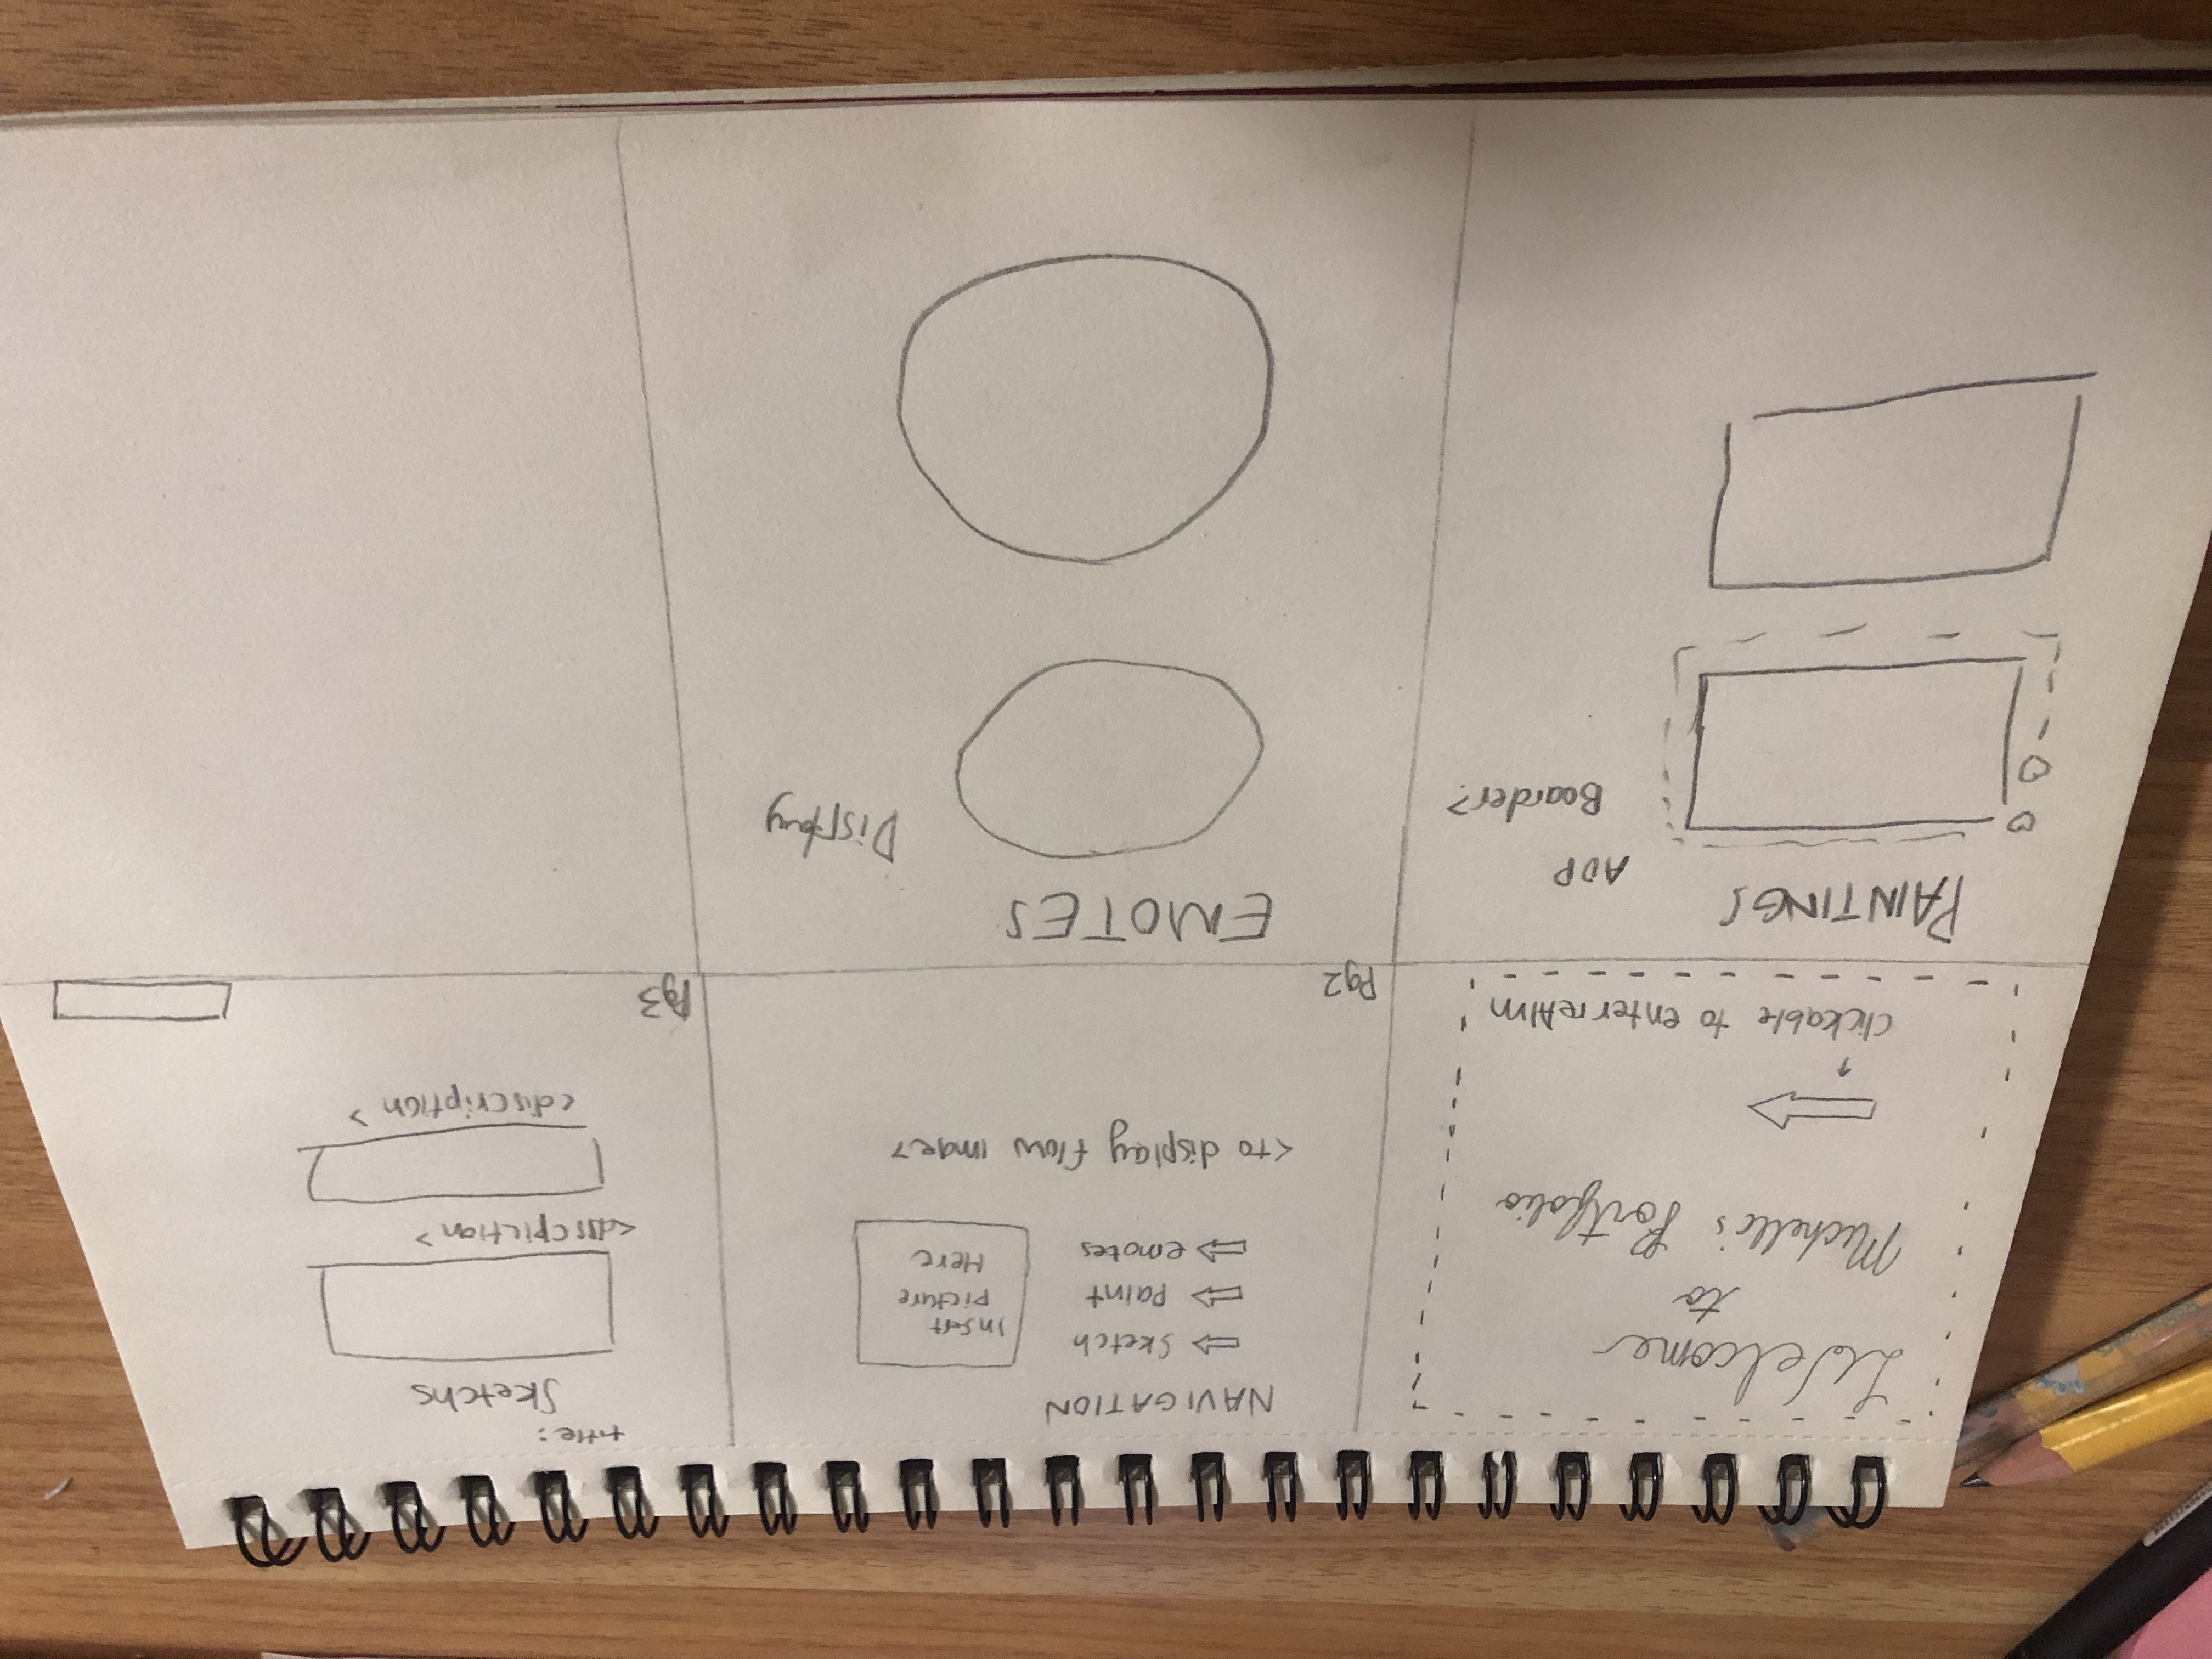 Welcome
to
Michelle's Portfolio
clickable to enter reAlm
NAVIGATION
Sketch
Paint
emotes
Insert
picture
Here
<to display flow imae>
Pg2
title:
Sketchs
<discpiction>
<discription>
Pg3
PAINTINGS
ADP
Boarder?
EMOTES
Display